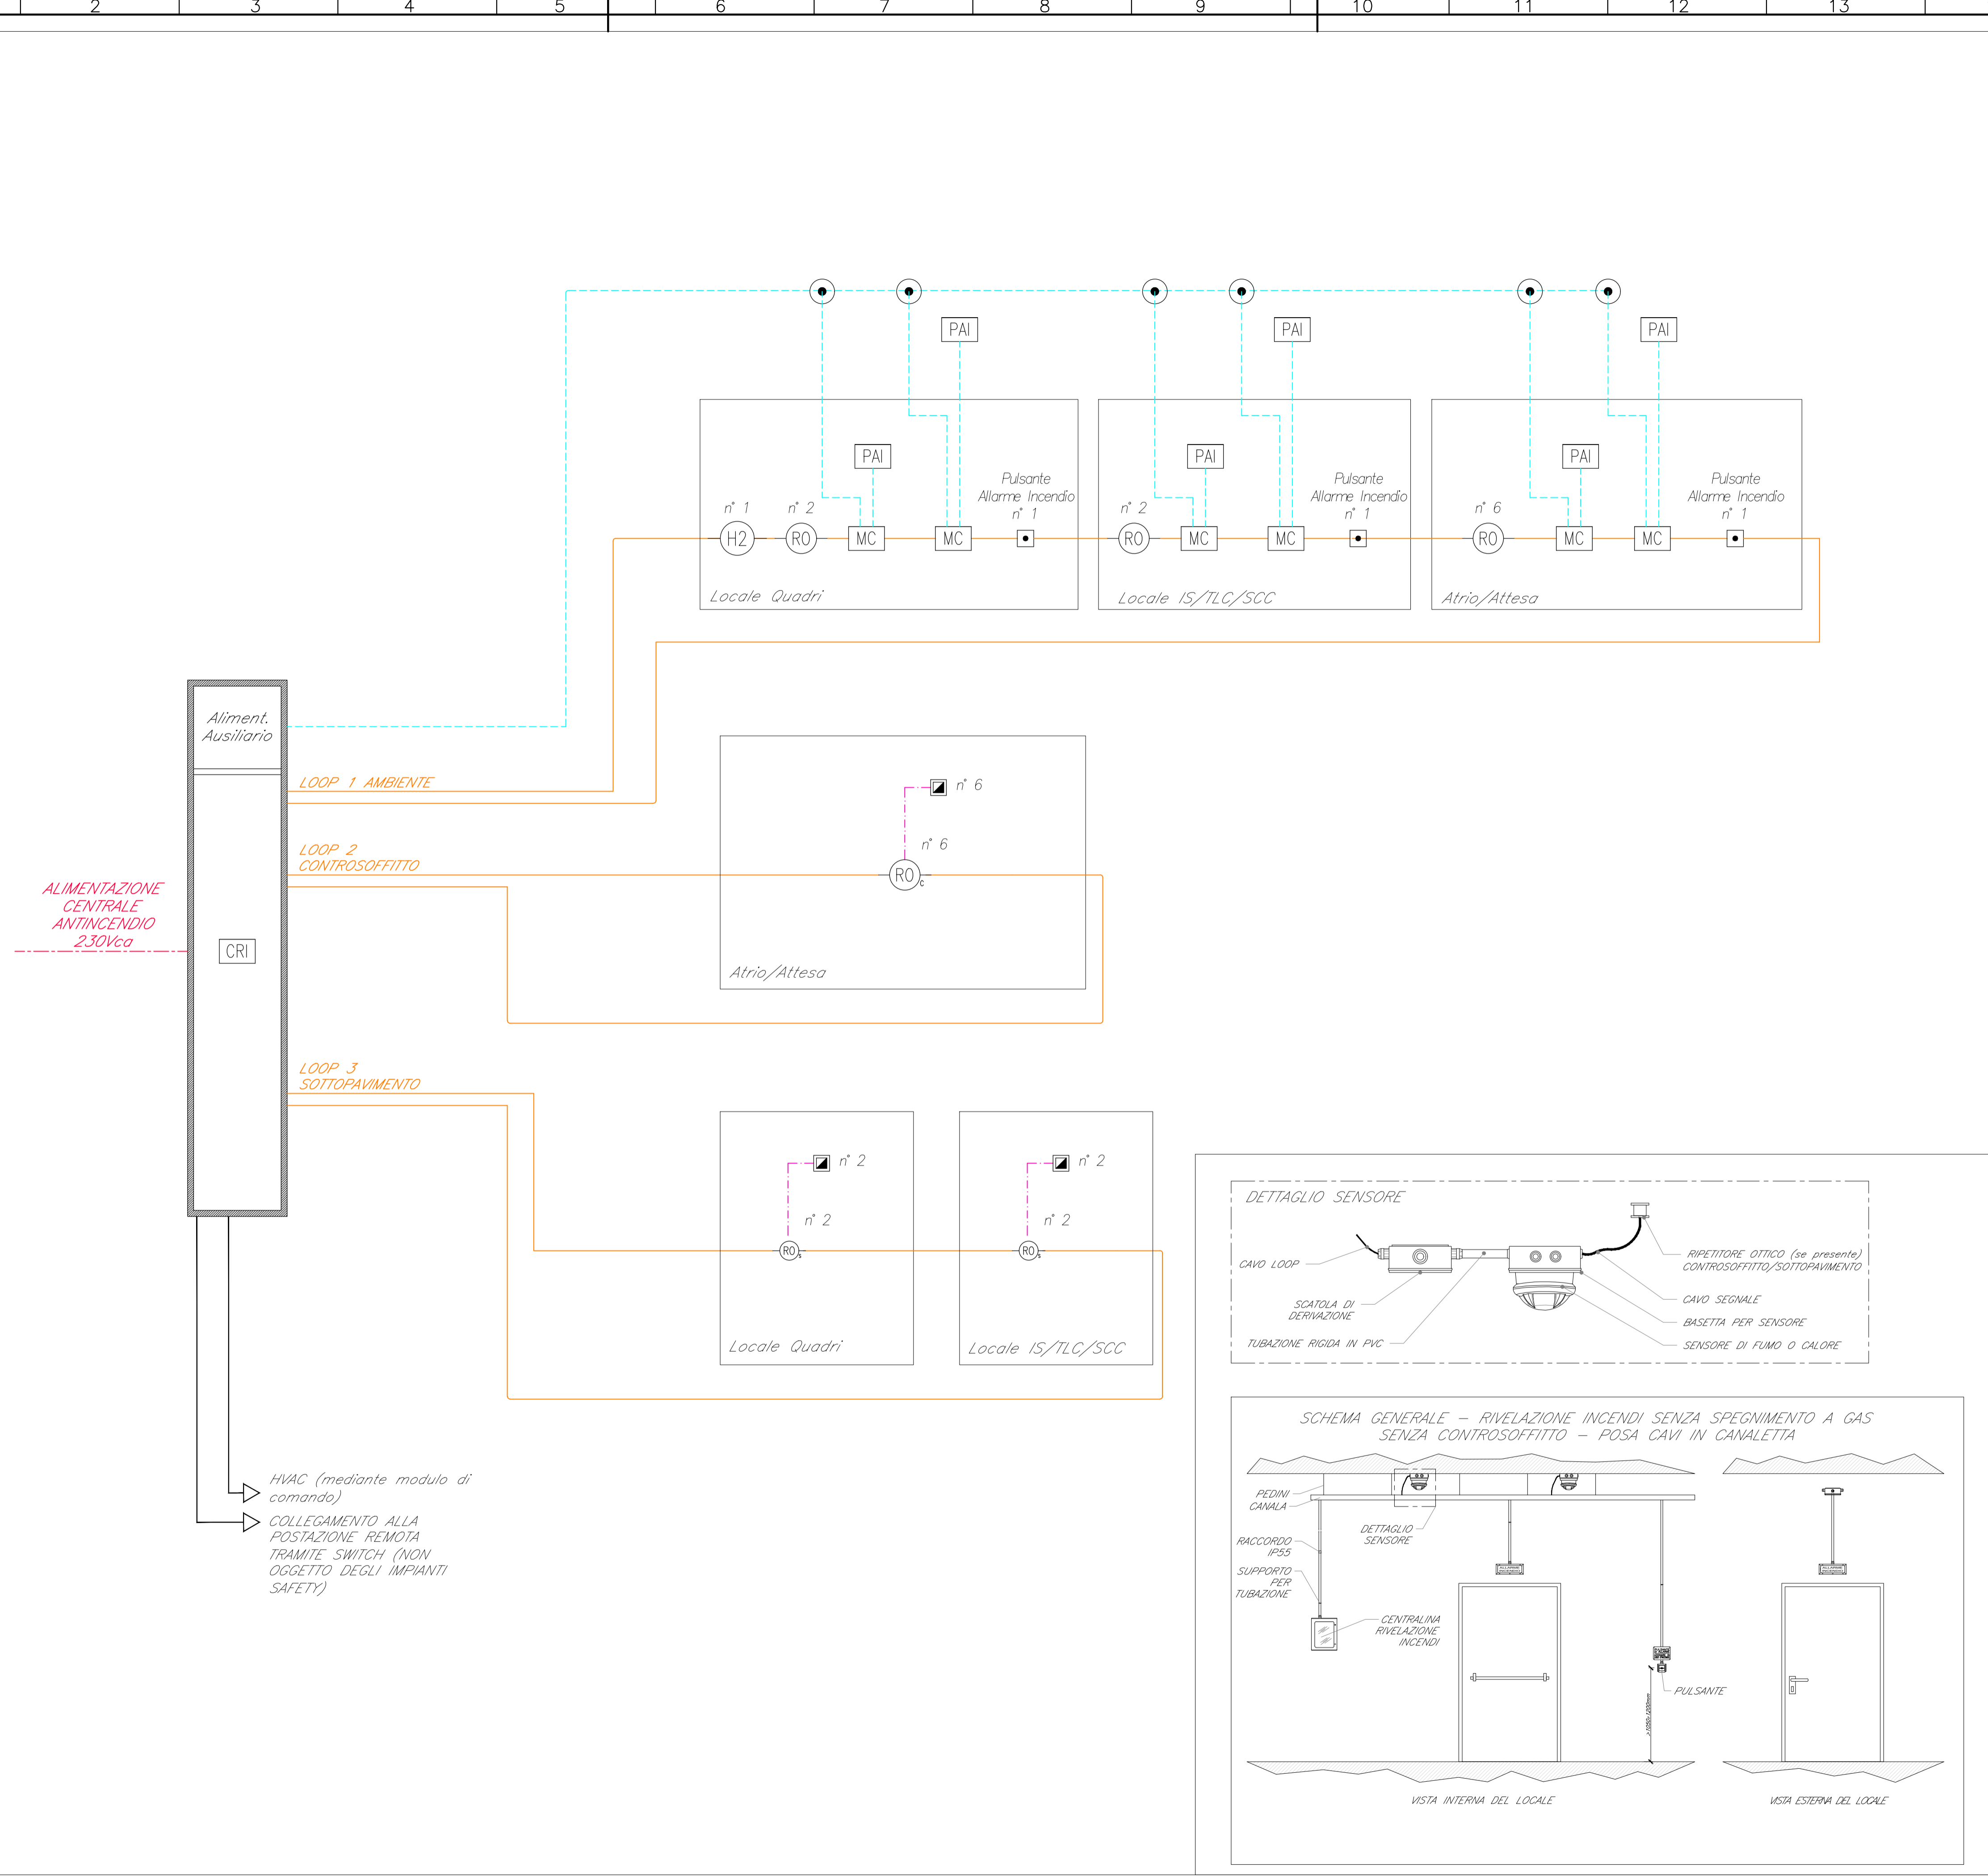 2 3 4 5 6 7 8 9 10 11 12 13
PAI PAI PAI
PAI PAI PAI
Pulsante
Allarme Incendio
n° 1
Pulsante
Allarme Incendio
n° 1
Pulsante
Allarme Incendio
n° 1
n° 1 n° 2 n° 2 n° 6
H2 RO MC MC RO MC MC RO MC MC
Locale Quadri
Locale IS/TLC/SCC
Atrio/Attesa
Aliment.
Ausiliario
LOOP 1 AMBIENTE
LOOP 2
CONTROSOFFITTO
ALIMENTAZIONE
CENTRALE
ANTINCENDIO
230Vca
CRI
n° 6
n° 6
RO C
Atrio/Attesa
LOOP 3
SOTTOPAVIMENTO
n° 2
n° 2
RO S
Locale Quadri
n° 2
n° 2
RO S
Locale IS/TLC/SCC
HVAC (mediante modulo di
comando)
COLLEGAMENTO ALLA
POSTAZIONE REMOTA
TRAMITE SWITCH (NON
OGGETTO DEGLI IMPIANTI
SAFETY)
DETTAGLIO SENSORE
CAVO LOOP
SCATOLA DI
DERIVAZIONE
TUBAZIONE RIGIDA IN PVC
RIPETITORE OTTICO (se presente)
CONTROSOFFITTO/SOTTOPAVIMENTO
CAVO SEGNALE
BASETTA PER SENSORE
SENSORE DI FUMO O CALORE
SCHEMA GENERALE – RIVELAZIONE INCENDI SENZA SPEGNIMENTO A GAS
SENZA CONTROSOFFITTO – POSA CAVI IN CANALETTA
PEDINI
CANALA
DETTAGLIO
SENSORE
RACCORDO
IP55
SUPPORTO
PER
TUBAZIONE
CENTRALINA
RIVELAZIONE
INCENDI
ALLARME
INCENDIO
ALLARME
INCENDIO
PULSANTE
VISTA INTERNA DEL LOCALE
VISTA ESTERNA DEL LOCALE